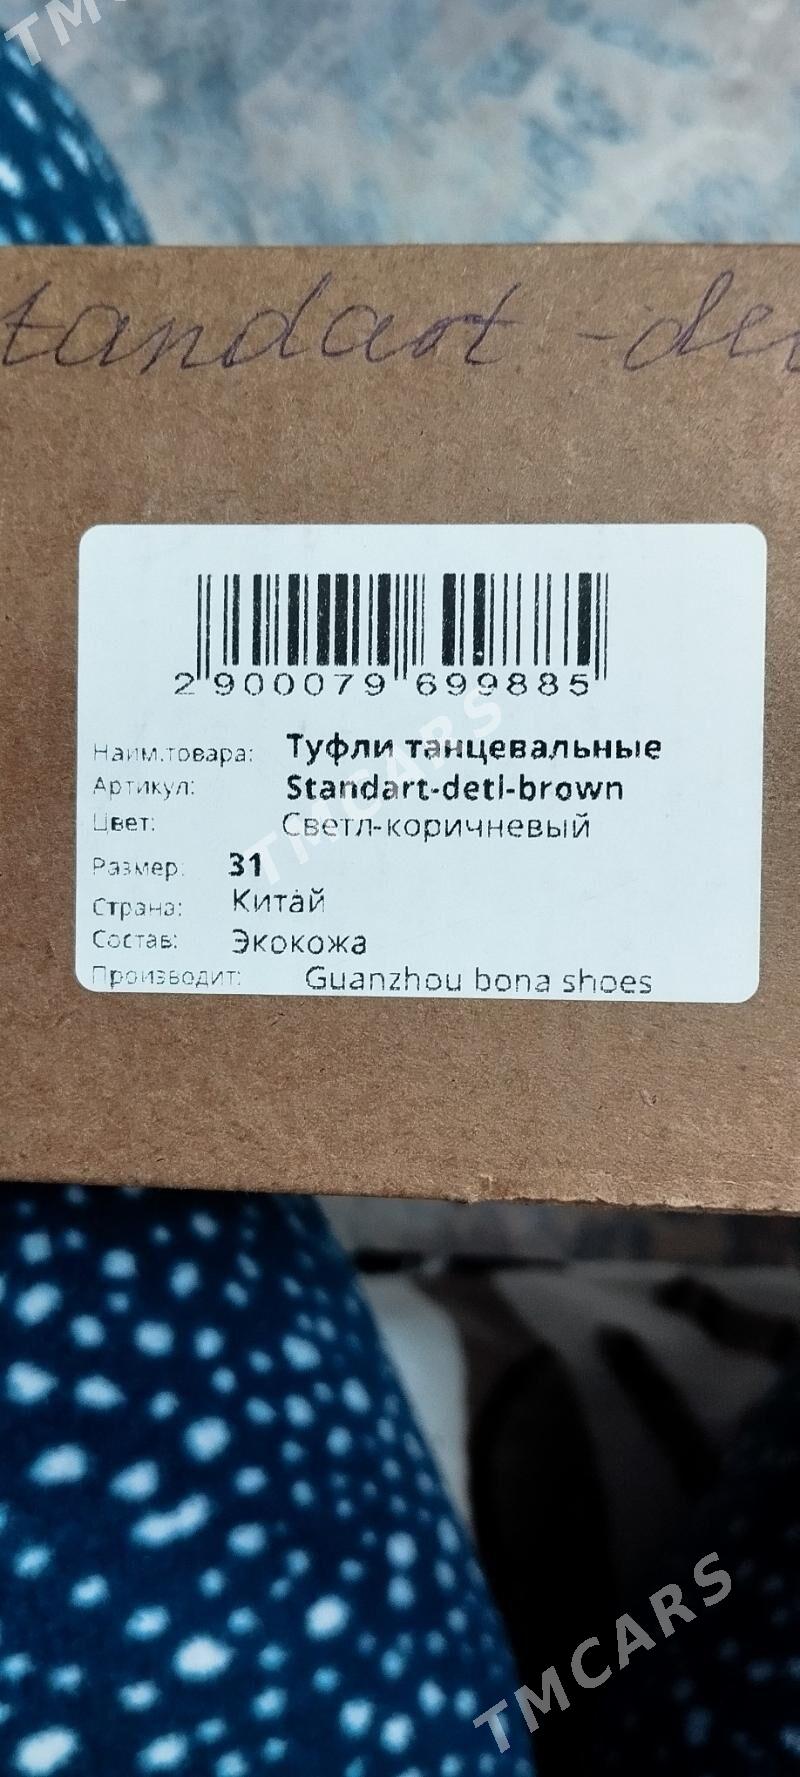 TMCARS
tandart - de
2 900079 699885
Наим.товара: Туфли танцевальные
Артикул: Standart-deti-brown
Цвет: Светл-коричневый
Размер: 31
Страна: Китай
Состав: Экокожа
Производит: Guanzhou bona shoes
TMCARS
TMCARS